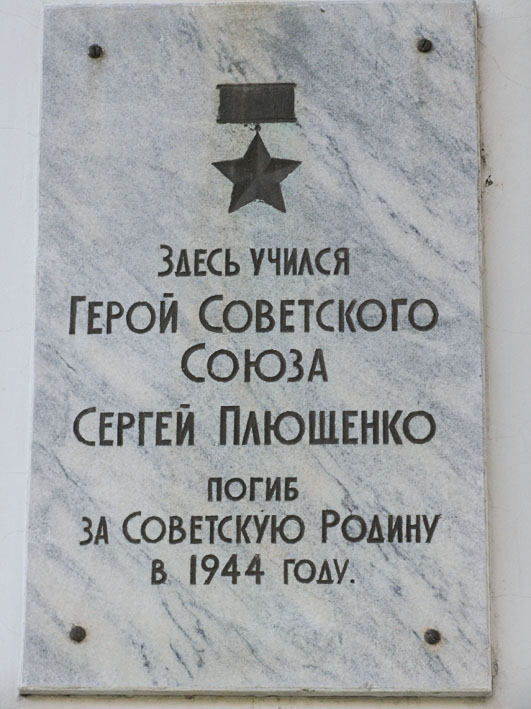 Здесь учился
Герой Советского
Союза
Сергей Плющенко
погиб
за Советскую Родину
в 1944 году.